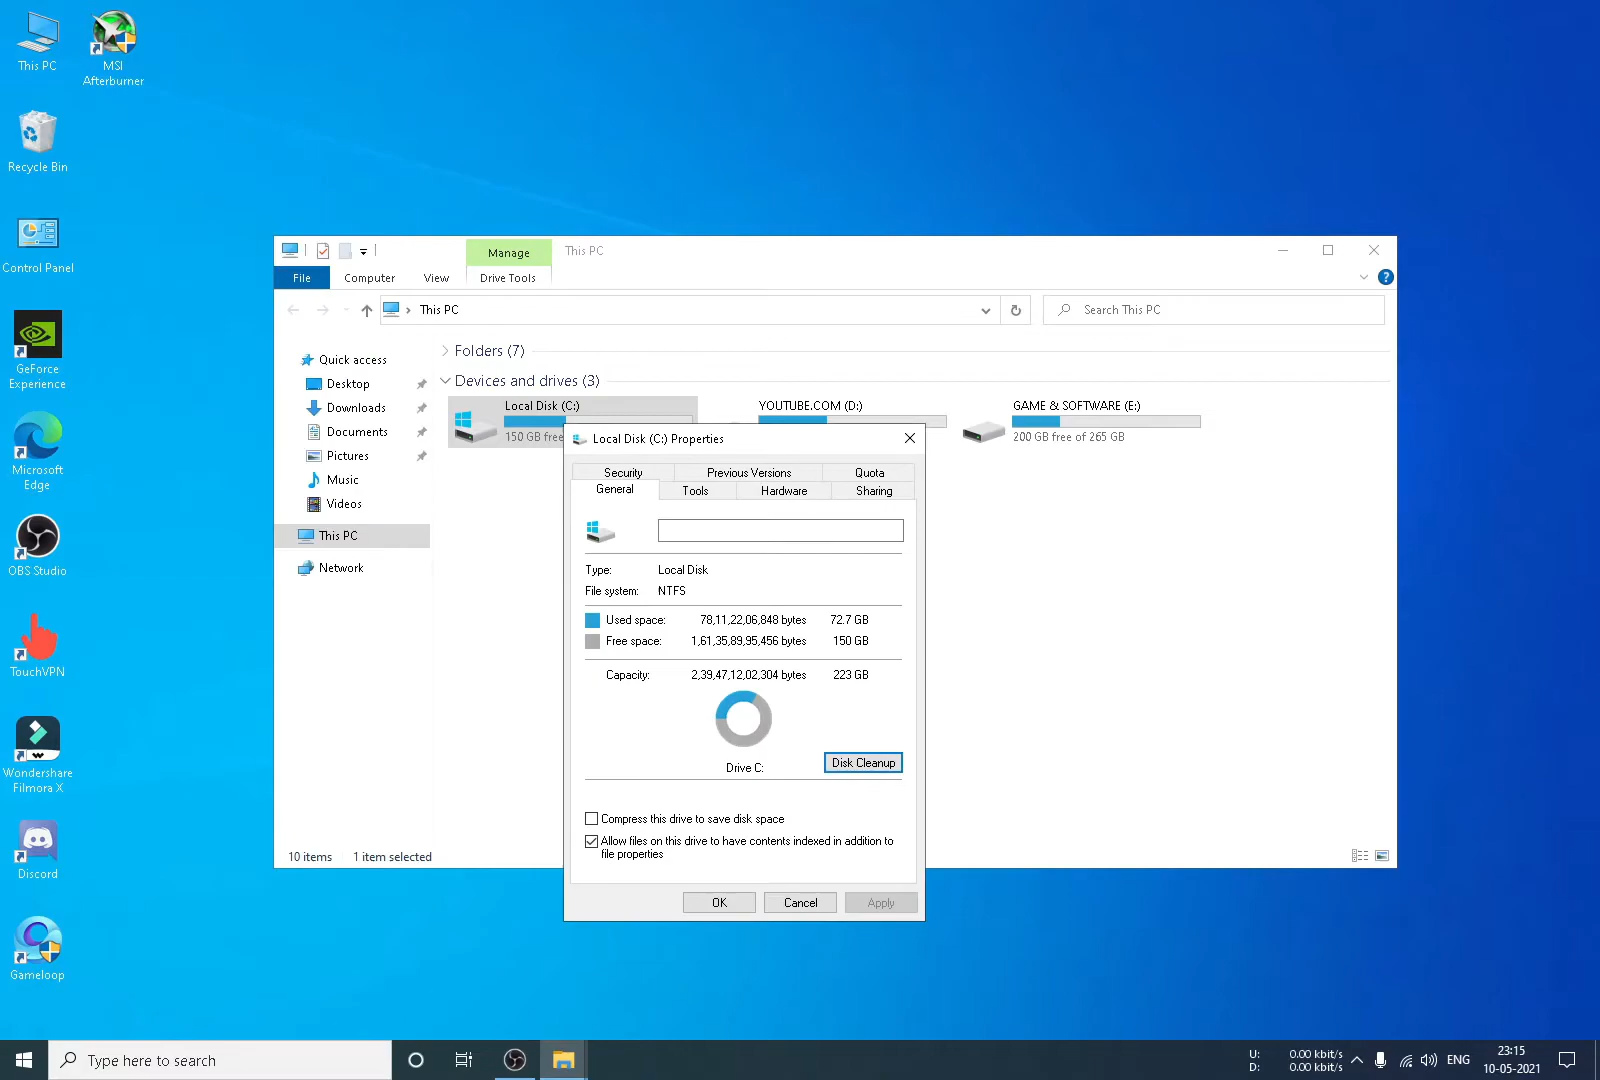 This PC
MSI
Afterburner
Recycle Bin
Control Panel
GeForce
Experience
Microsoft
Edge
OBS Studio
TouchVPN
Wondershare
Filmora X
Discord
Gameloop
Manage
This PC
File
Computer
View
Drive Tools
This PC
Search This PC
Quick access
Desktop
Downloads
Documents
Pictures
Music
Videos
This PC
Network
Folders (7)
Devices and drives (3)
Local Disk (C:)
150 GB free
YOUTUBE.COM (D:)
GAME & SOFTWARE (E:)
200 GB free of 265 GB
Local Disk (C:) Properties
Security
Previous Versions
Quota
General
Tools
Hardware
Sharing
Type: Local Disk
File system: NTFS
Used space: 78,11,22,06,848 bytes 72.7 GB
Free space: 1,61,35,89,95,456 bytes 150 GB
Capacity: 2,39,47,12,02,304 bytes 223 GB
Drive C:
Disk Cleanup
Compress this drive to save disk space
Allow files on this drive to have contents indexed in addition to
file properties
OK
Cancel
Apply
10 items
1 item selected
Type here to search
U: 0.00 kbit/s
D: 0.00 kbit/s
ENG
23:15
10-05-2021